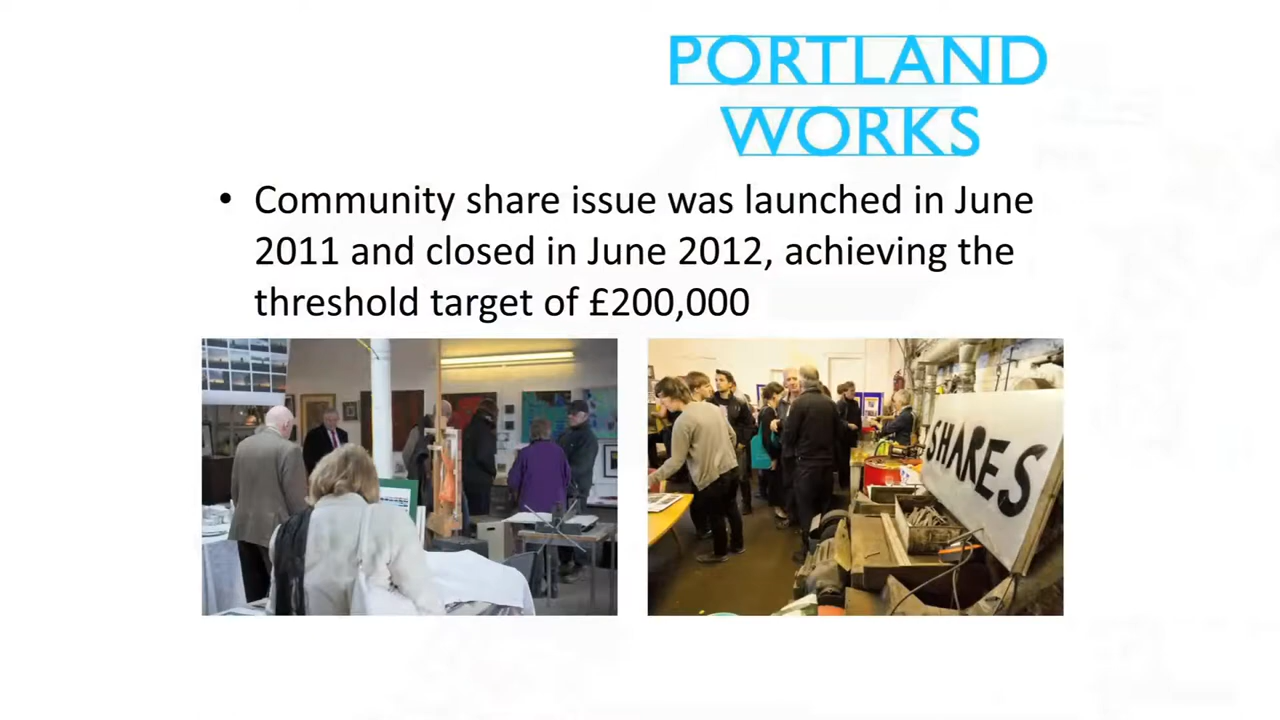 PORTLAND
WORKS
• Community share issue was launched in June
2011 and closed in June 2012, achieving the
threshold target of £200,000
SHARES